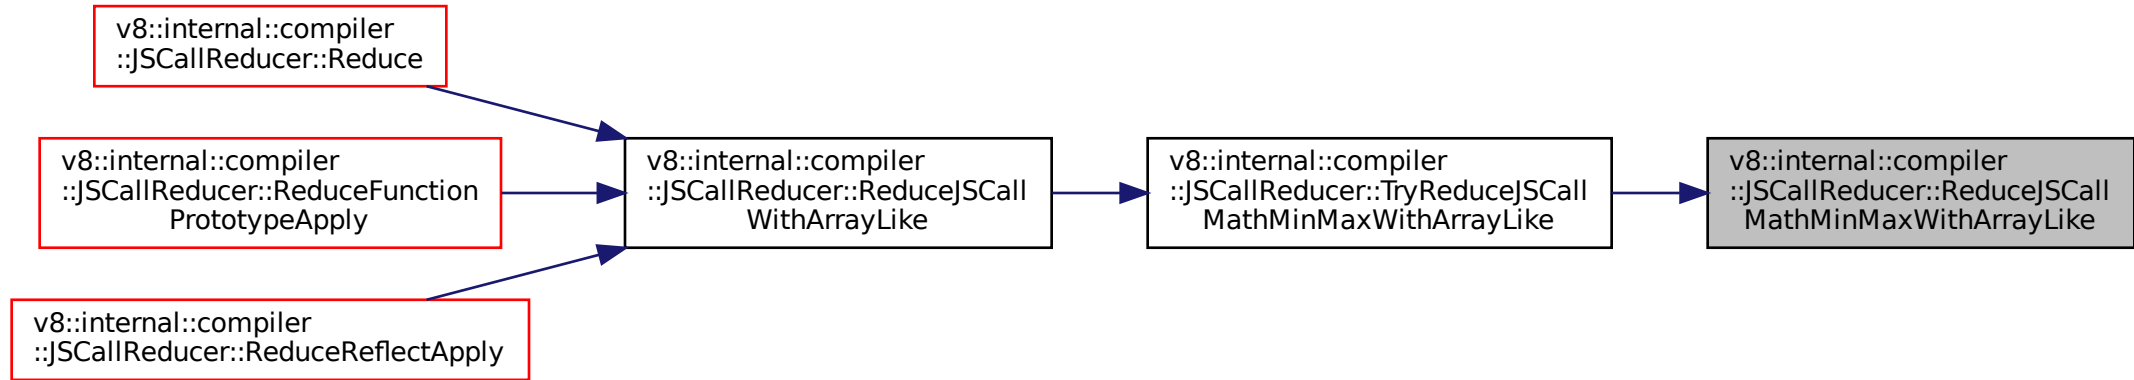 v8::internal::compiler
::JSCallReducer::Reduce
v8::internal::compiler
::JSCallReducer::ReduceFunction
PrototypeApply
v8::internal::compiler
::JSCallReducer::ReduceReflectApply
v8::internal::compiler
::JSCallReducer::ReduceJSCall
WithArrayLike
v8::internal::compiler
::JSCallReducer::TryReduceJSCall
MathMinMaxWithArrayLike
v8::internal::compiler
::JSCallReducer::ReduceJSCall
MathMinMaxWithArrayLike